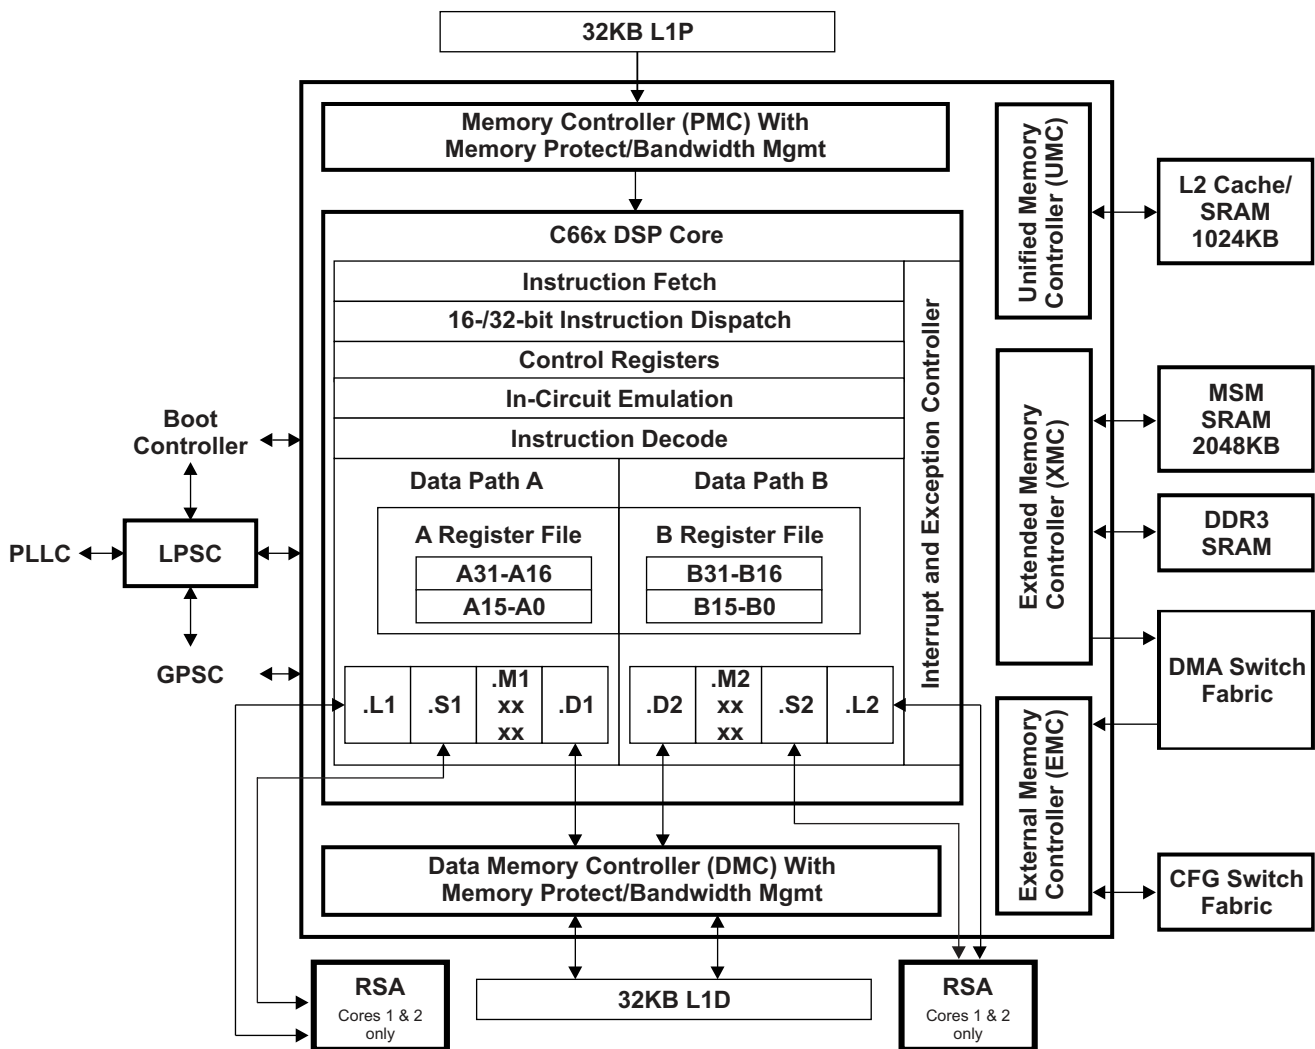 32KB L1P
Memory Controller (PMC) With
Memory Protect/Bandwidth Mgmt
C66x DSP Core
Instruction Fetch
16-/32-bit Instruction Dispatch
Control Registers
In-Circuit Emulation
Instruction Decode
Data Path A
Data Path B
A Register File
B Register File
A31-A16
A15-A0
B31-B16
B15-B0
.L1
.S1
.M1
xx
xx
.D1
.D2
.M2
xx
xx
.S2
.L2
Interrupt and Exception Controller
Data Memory Controller (DMC) With
Memory Protect/Bandwidth Mgmt
32KB L1D
RSA
Cores 1 & 2
only
RSA
Cores 1 & 2
only
Boot
Controller
PLLC
LPSC
GPSC
Unified Memory
Controller (UMC)
Extended Memory
Controller (XMC)
External Memory
Controller (EMC)
L2 Cache/
SRAM
1024KB
MSM
SRAM
2048KB
DDR3
SRAM
DMA Switch
Fabric
CFG Switch
Fabric